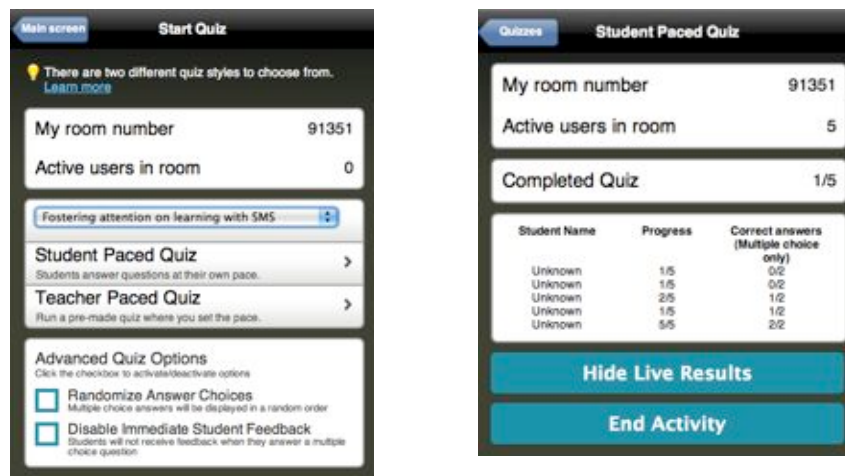 Main screen
Start Quiz
There are two different quiz styles to choose from.
Learn more
My room number 91351
Active users in room 0
Fostering attention on learning with SMS
Student Paced Quiz
Students answer questions at their own pace.
Teacher Paced Quiz
Run a pre-made quiz where you set the pace.
Advanced Quiz Options
Click the checkbox to activate/deactivate options
Randomize Answer Choices
Multiple choice answers will be displayed in a random order
Disable Immediate Student Feedback
Students will not receive feedback when they answer a multiple
choice question
Quizzes
Student Paced Quiz
My room number 91351
Active users in room 5
Completed Quiz 1/5
Student Name Progress Correct answers
(Multiple choice
only)
Unknown 1/5 0/2
Unknown 1/5 0/2
Unknown 2/5 1/2
Unknown 1/5 1/2
Unknown 5/5 2/2
Hide Live Results
End Activity